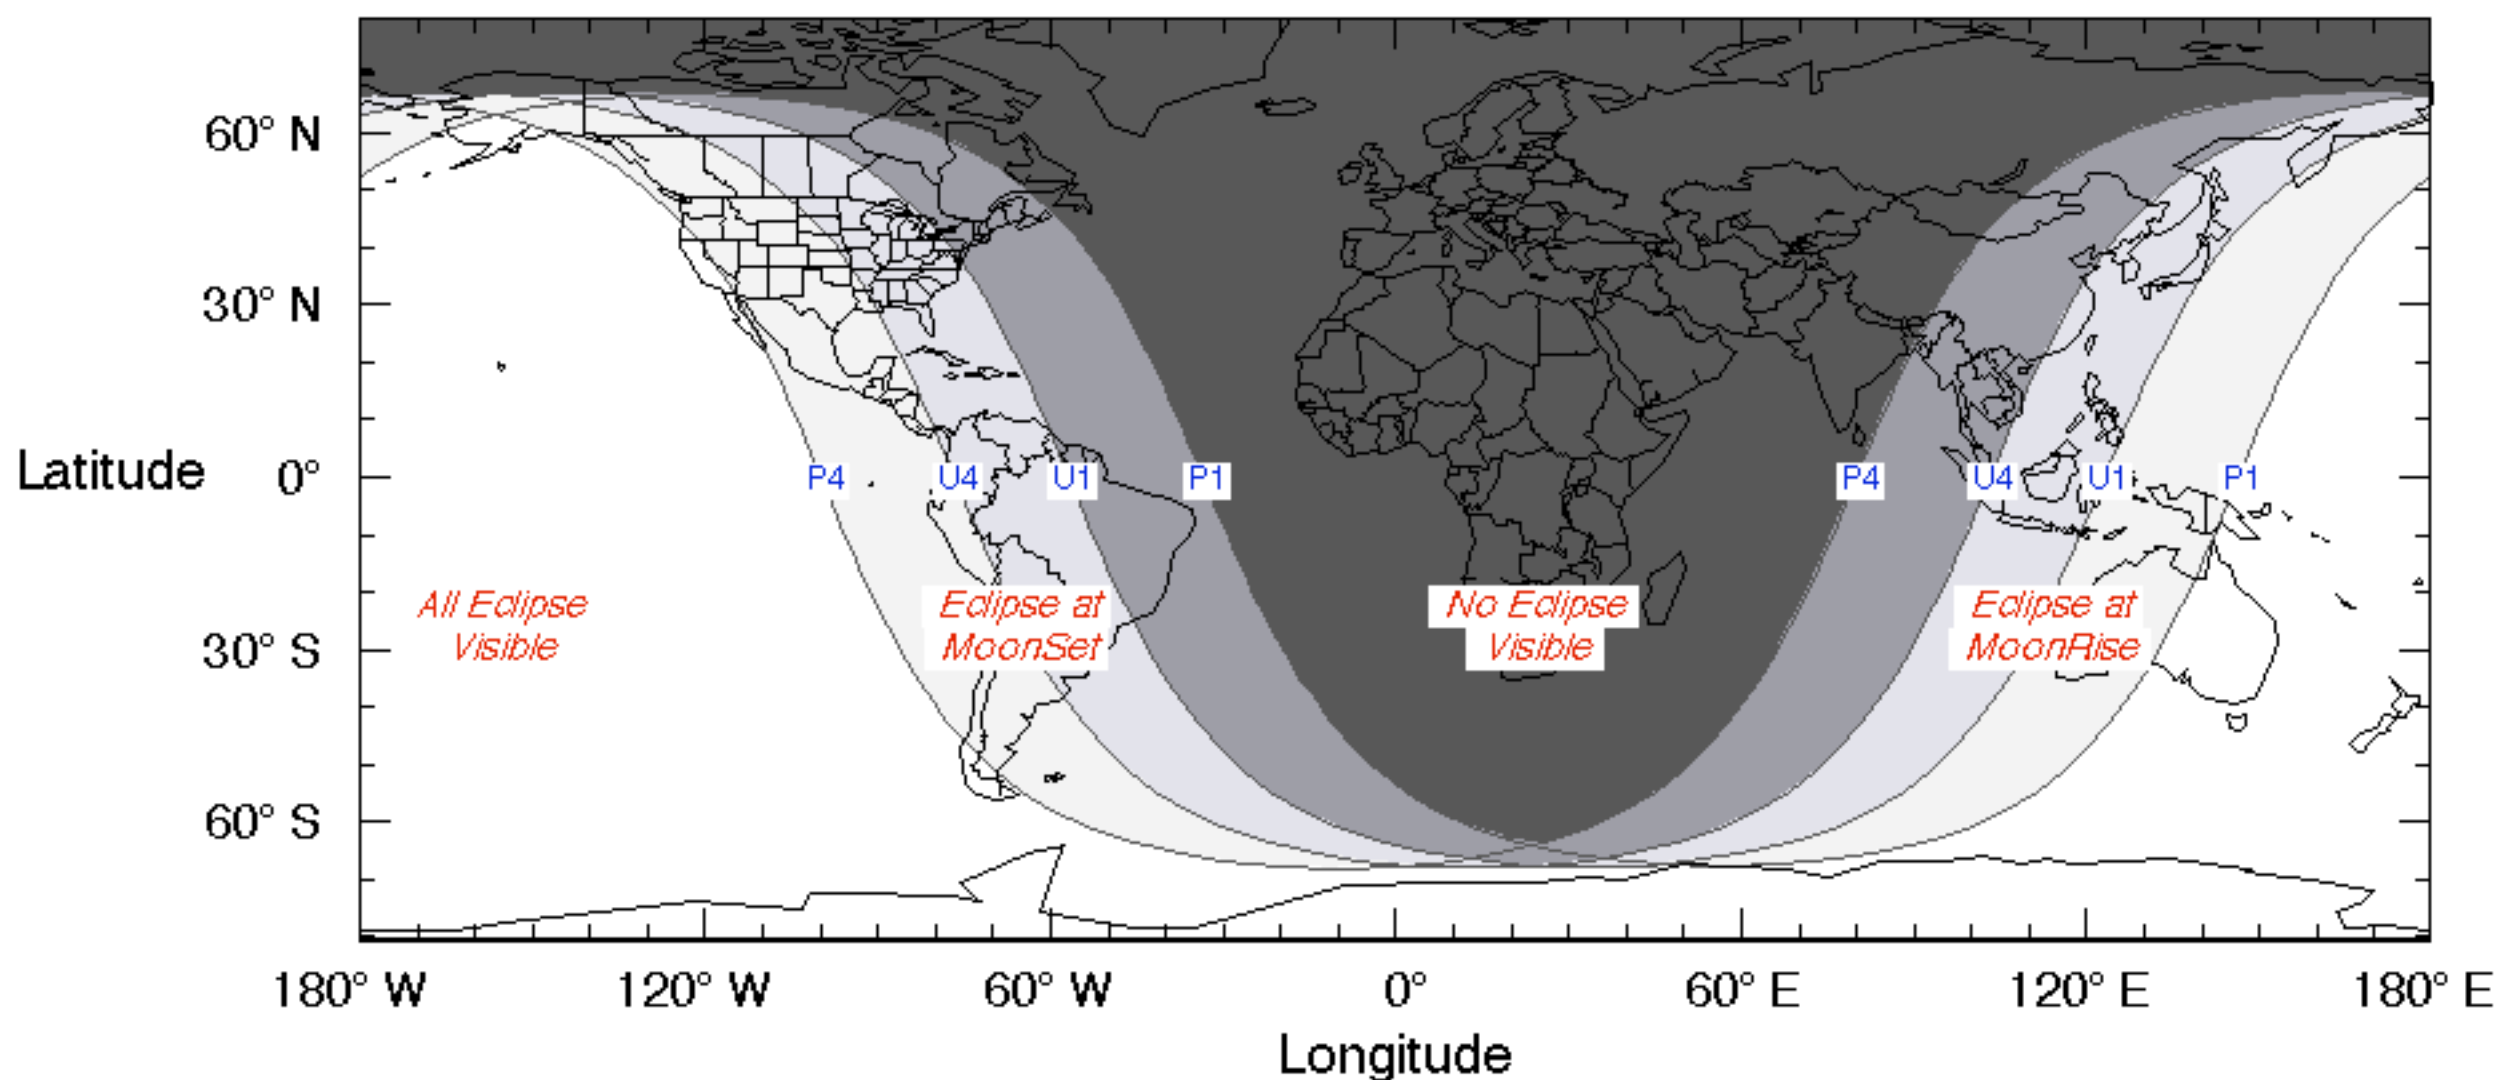 60° N
30° N
Latitude 0°
P4 U4 U1 P1 P4 U4 U1 P1
All Eclipse
Visible
Eclipse at
MoonSet
No Eclipse
Visible
Eclipse at
MoonRise
30° S
60° S
180° W 120° W 60° W 0° 60° E 120° E 180° E
Longitude